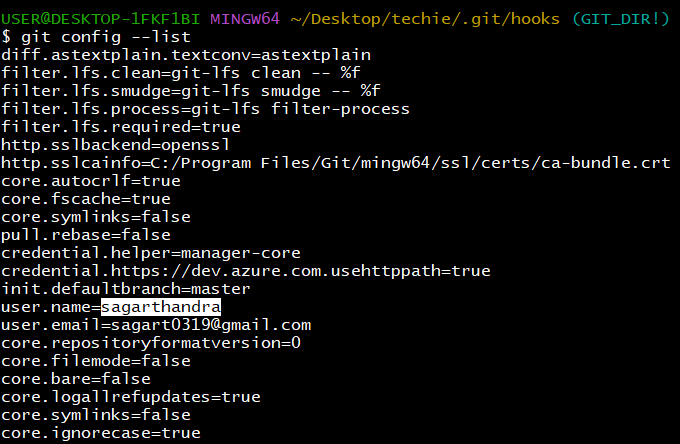 USER@DESKTOP-1FKF1BI MINGW64 ~/Desktop/techie/.git/hooks (GIT_DIR!)
$ git config --list
diff.astextplain.textconv=astextplain
filter.lfs.clean=git-lfs clean -- %f
filter.lfs.smudge=git-lfs smudge -- %f
filter.lfs.process=git-lfs filter-process
filter.lfs.required=true
http.sslbackend=openssl
http.sslcainfo=C:/Program Files/Git/mingw64/ssl/certs/ca-bundle.crt
core.autocrlf=true
core.fscache=true
core.symlinks=false
pull.rebase=false
credential.helper=manager-core
credential.https://dev.azure.com.usehttppath=true
init.defaultbranch=master
user.name=sagarthandra
user.email=sagart0319@gmail.com
core.repositoryformatversion=0
core.filemode=false
core.bare=false
core.logallrefupdates=true
core.symlinks=false
core.ignorecase=true